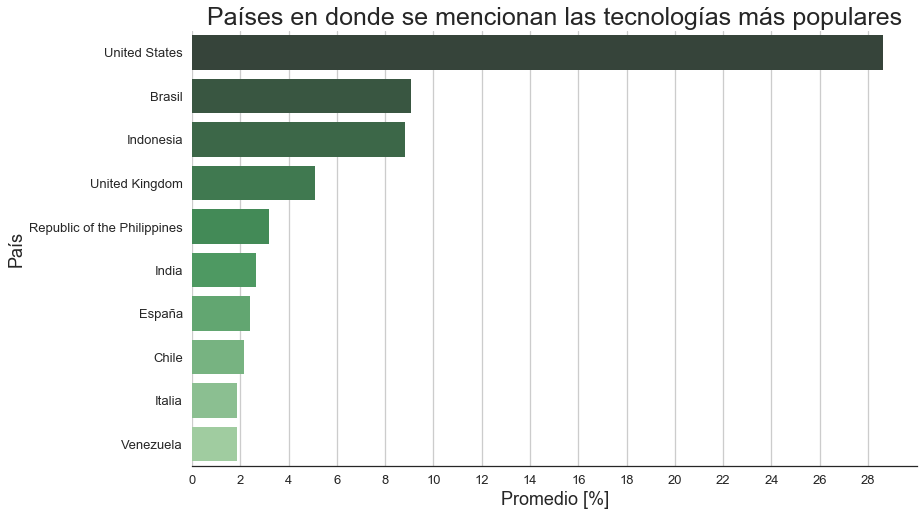 Países en donde se mencionan las tecnologías más populares
United States
Brasil
Indonesia
United Kingdom
Republic of the Philippines
India
España
Chile
Italia
Venezuela
País
0 2 4 6 8 10 12 14 16 18 20 22 24 26 28
Promedio [%]